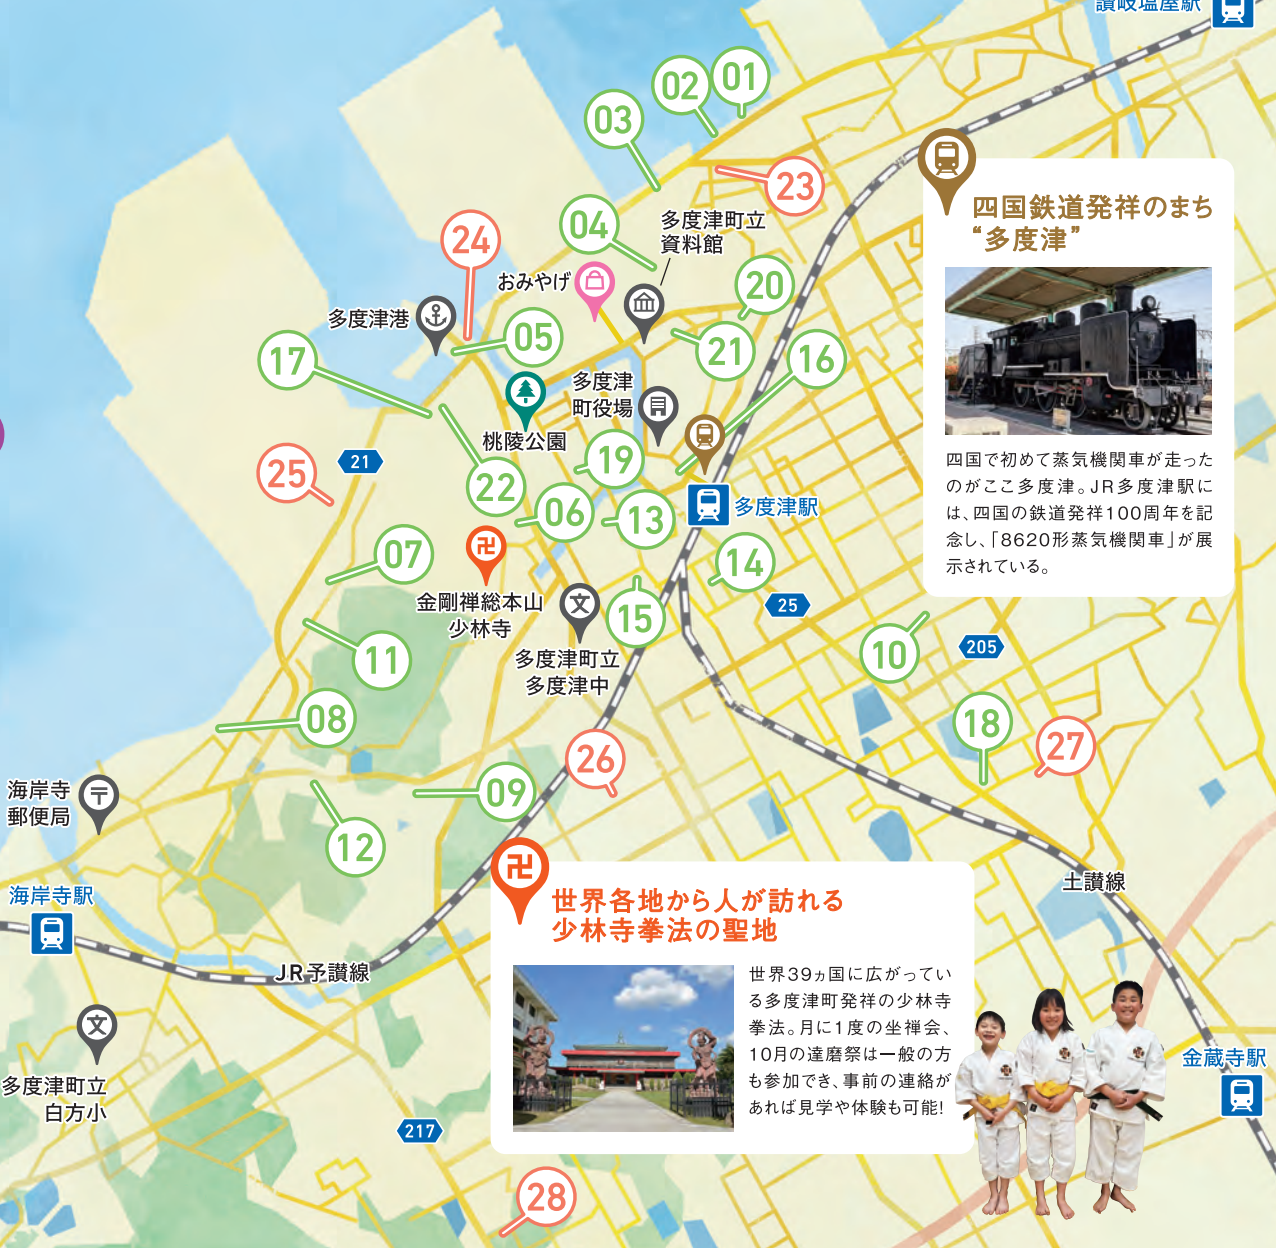 讃岐塩屋駅
01
02
03
23
04
多度津町立
資料館
24
おみやげ
20
多度津港
05
21
16
17
四国鉄道発祥のまち
“多度津”
多度津
町役場
桃陵公園
19
25
21
22
06
13
多度津駅
四国で初めて蒸気機関車が走った
のがここ多度津。JR多度津駅に
は、四国の鉄道発祥100周年を記
念し、「8620形蒸気機関車」が展
示されている。
07
14
金剛禅総本山
少林寺
文
15
25
多度津町立
多度津中
11
10
205
08
18
27
26
海岸寺
郵便局
09
12
土讃線
海岸寺駅
世界各地から人が訪れる
少林寺拳法の聖地
JR予讃線
世界39ヵ国に広がってい
る多度津町発祥の少林寺
拳法。月に1度の坐禅会、
10月の達磨祭は一般の方
も参加でき、事前の連絡が
あれば見学や体験も可能!
文
多度津町立
白方小
金蔵寺駅
217
28